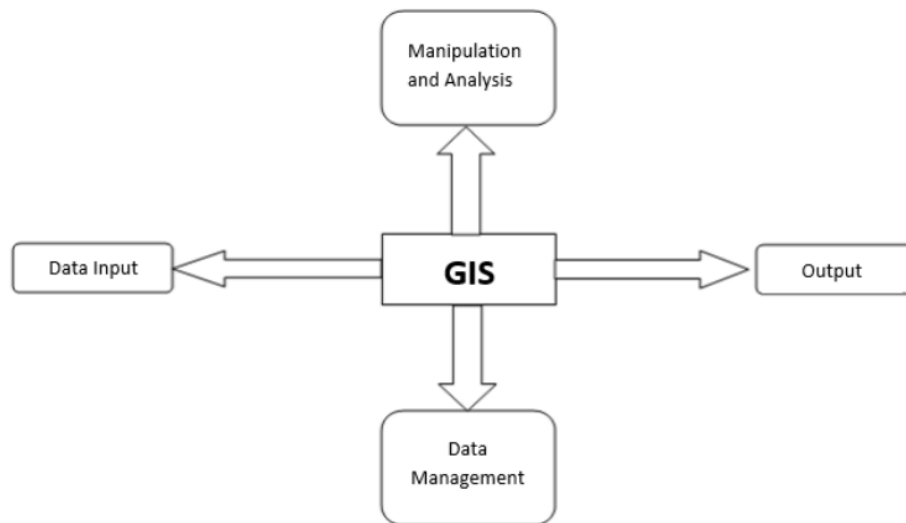 Manipulation
and Analysis
Data Input
GIS
Output
Data
Management